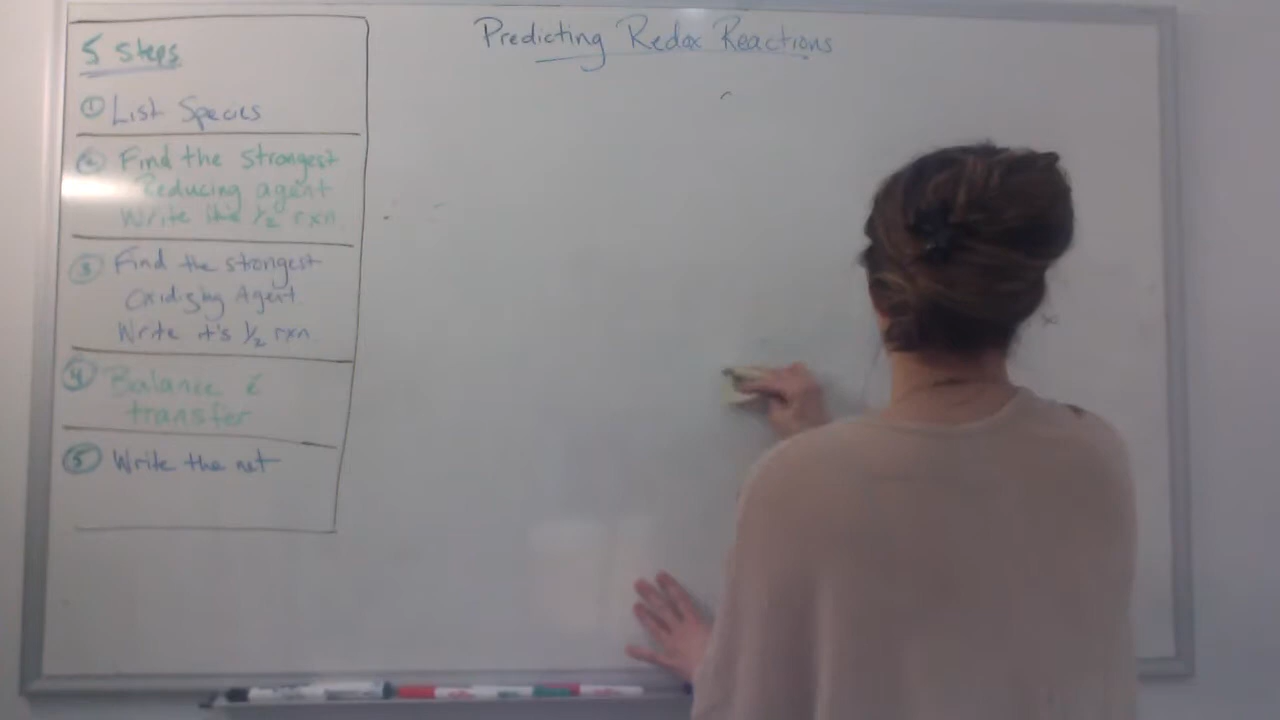 Predicting Redox Reactions
5 Steps
① List Species
② Find the Strongest
Reducing agent
Write it's 1/2 rxn
③ Find the strongest
Oxidizing Agent
Write it's 1/2 rxn
④ Balance é
transfer
⑤ Write the net